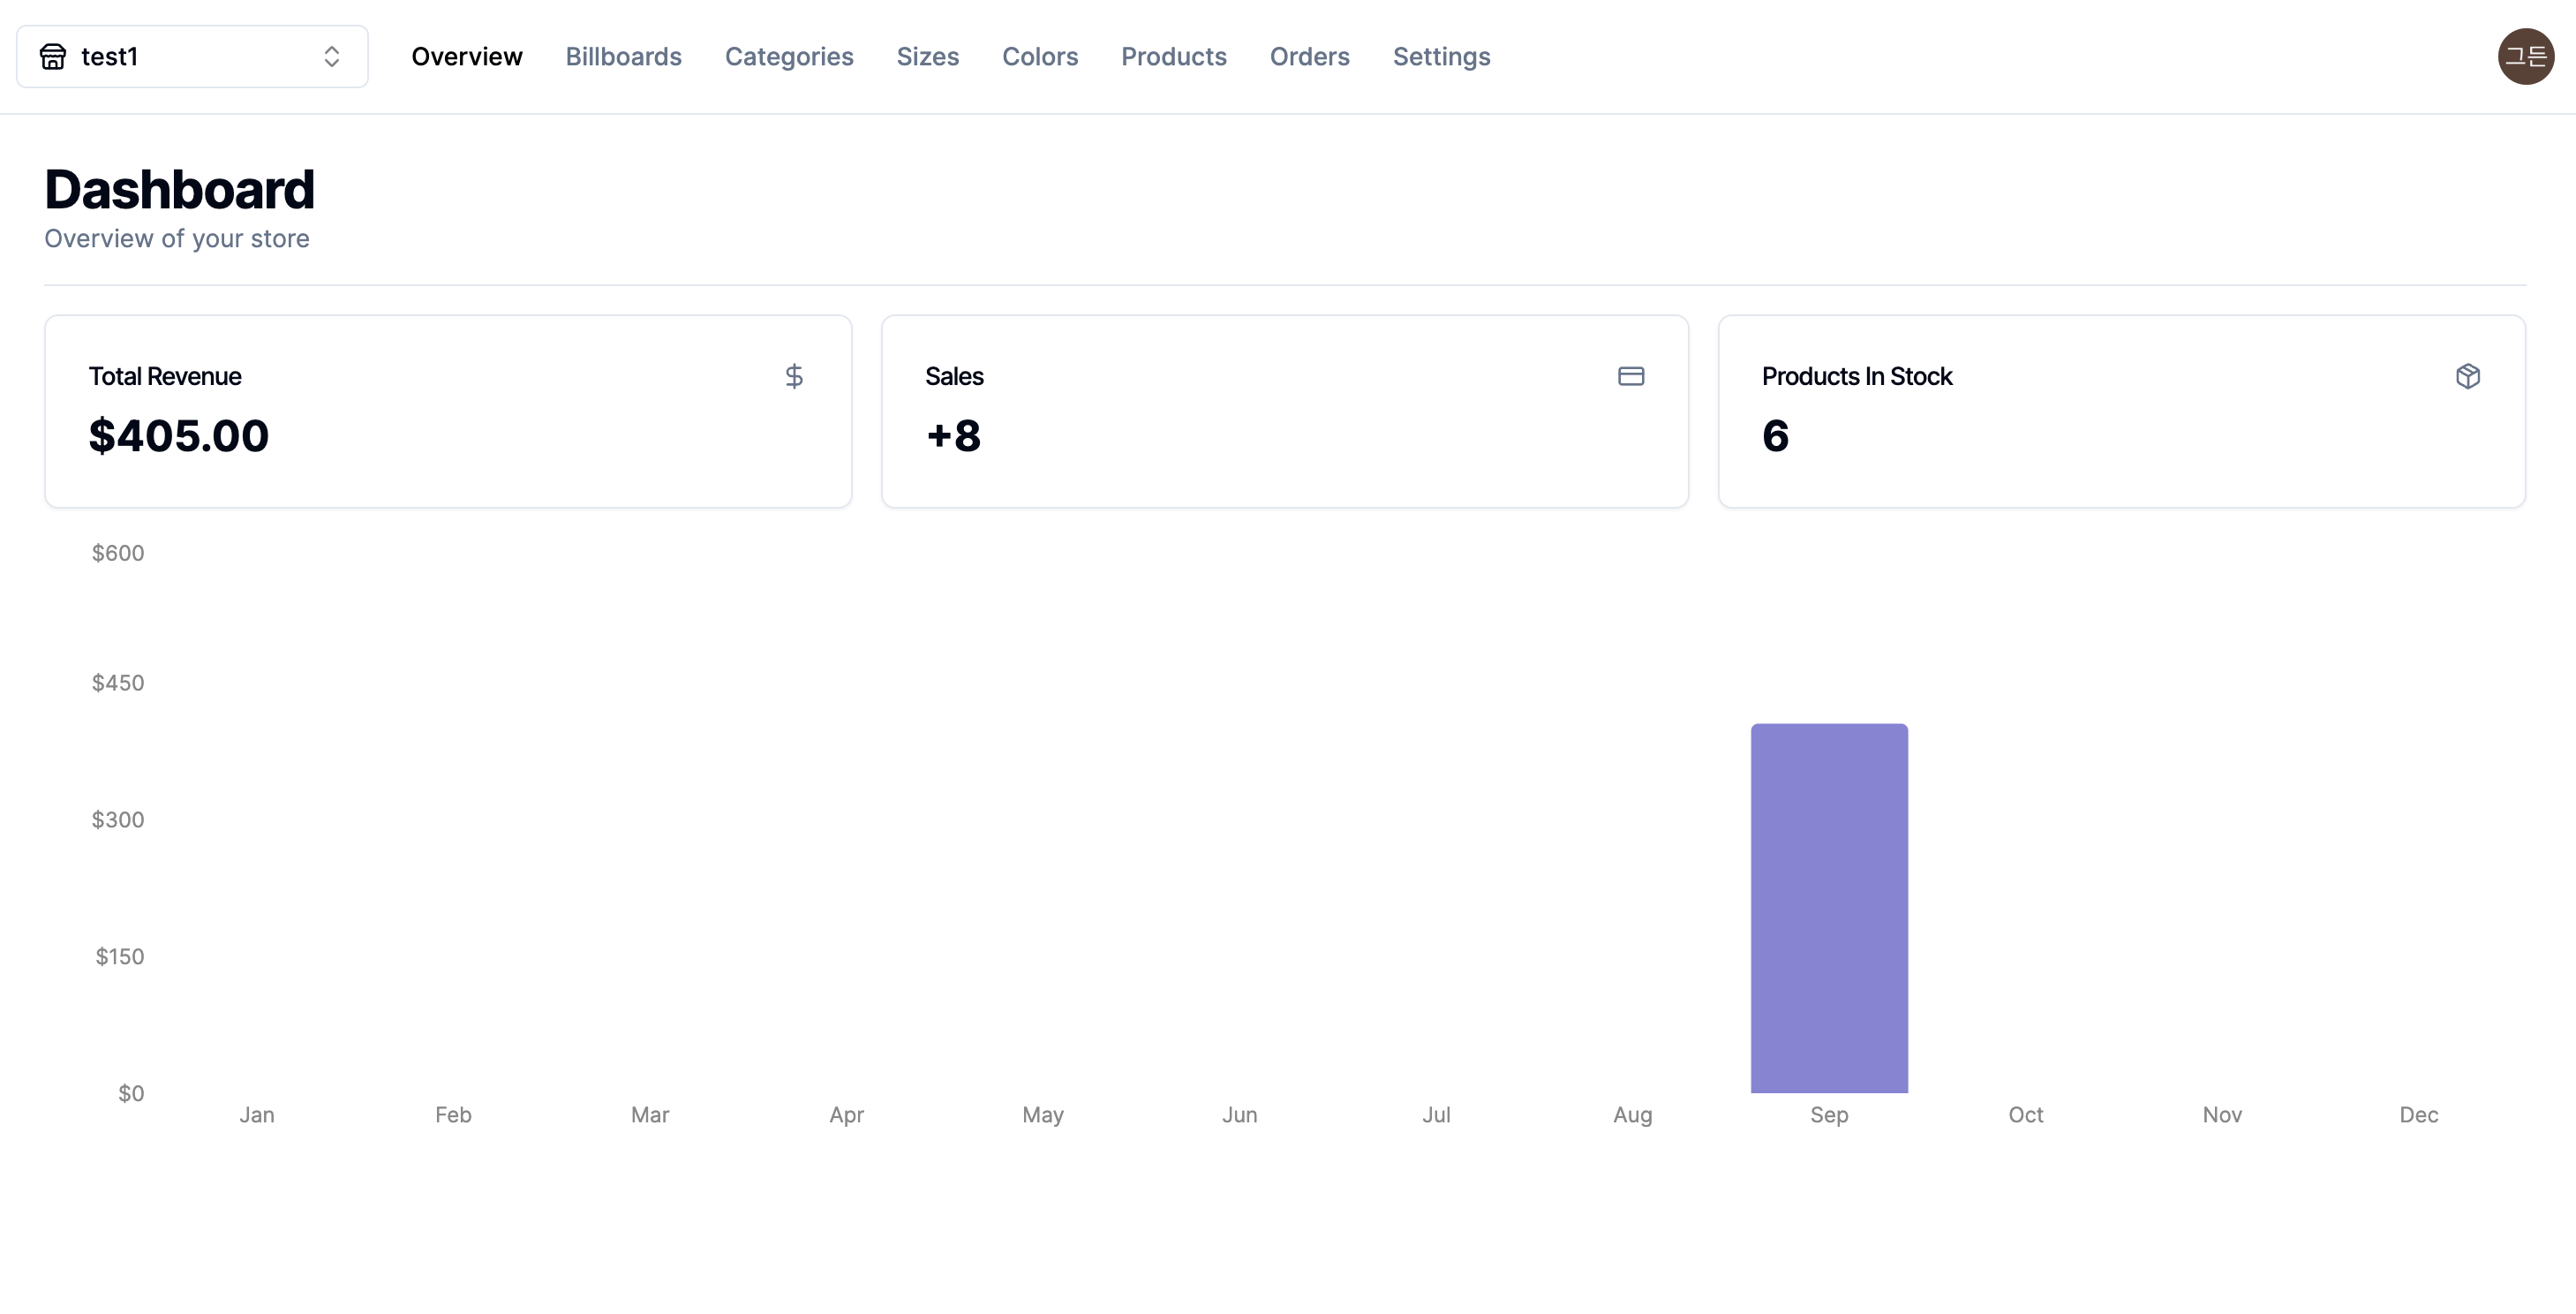 test1 Overview Billboards Categories Sizes Colors Products Orders Settings 그든
Dashboard
Overview of your store
Total Revenue
$405.00
Sales
+8
Products In Stock
6
$600
$450
$300
$150
$0
Jan Feb Mar Apr May Jun Jul Aug Sep Oct Nov Dec